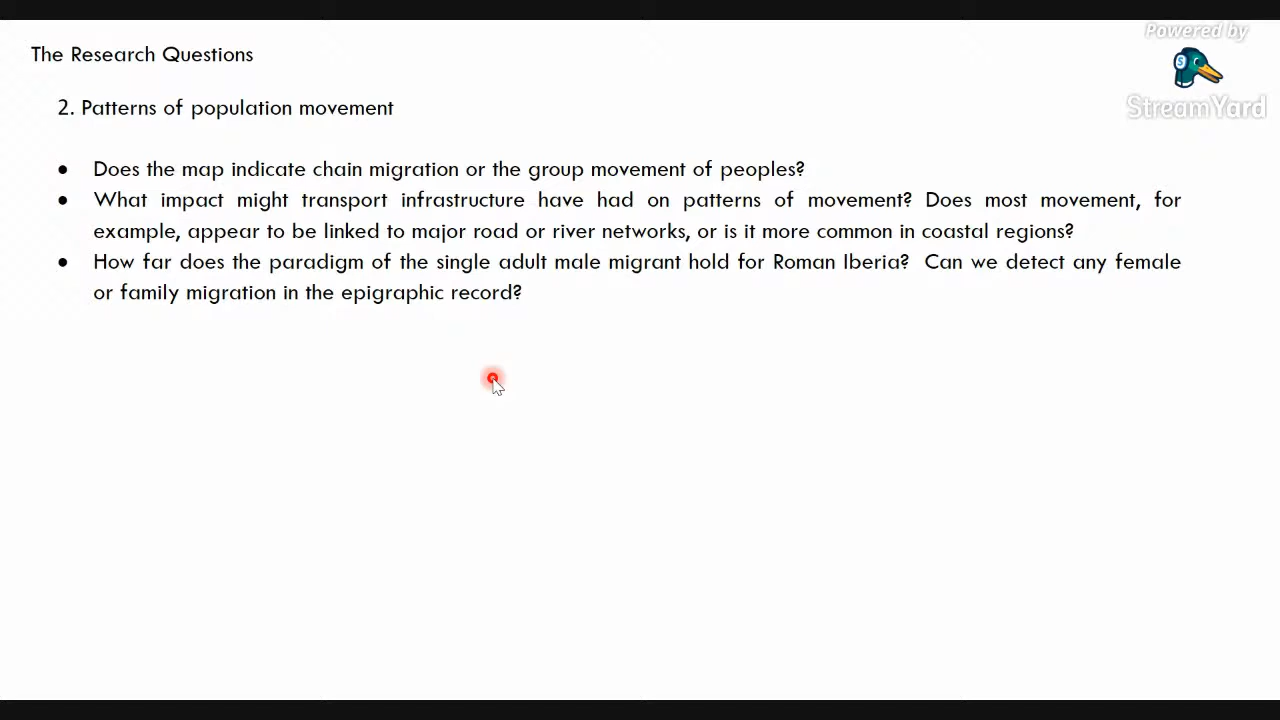 Powered by
StreamYard
The Research Questions
2. Patterns of population movement
● Does the map indicate chain migration or the group movement of peoples?
● What impact might transport infrastructure have had on patterns of movement? Does most movement, for
example, appear to be linked to major road or river networks, or is it more common in coastal regions?
● How far does the paradigm of the single adult male migrant hold for Roman Iberia? Can we detect any female
or family migration in the epigraphic record?